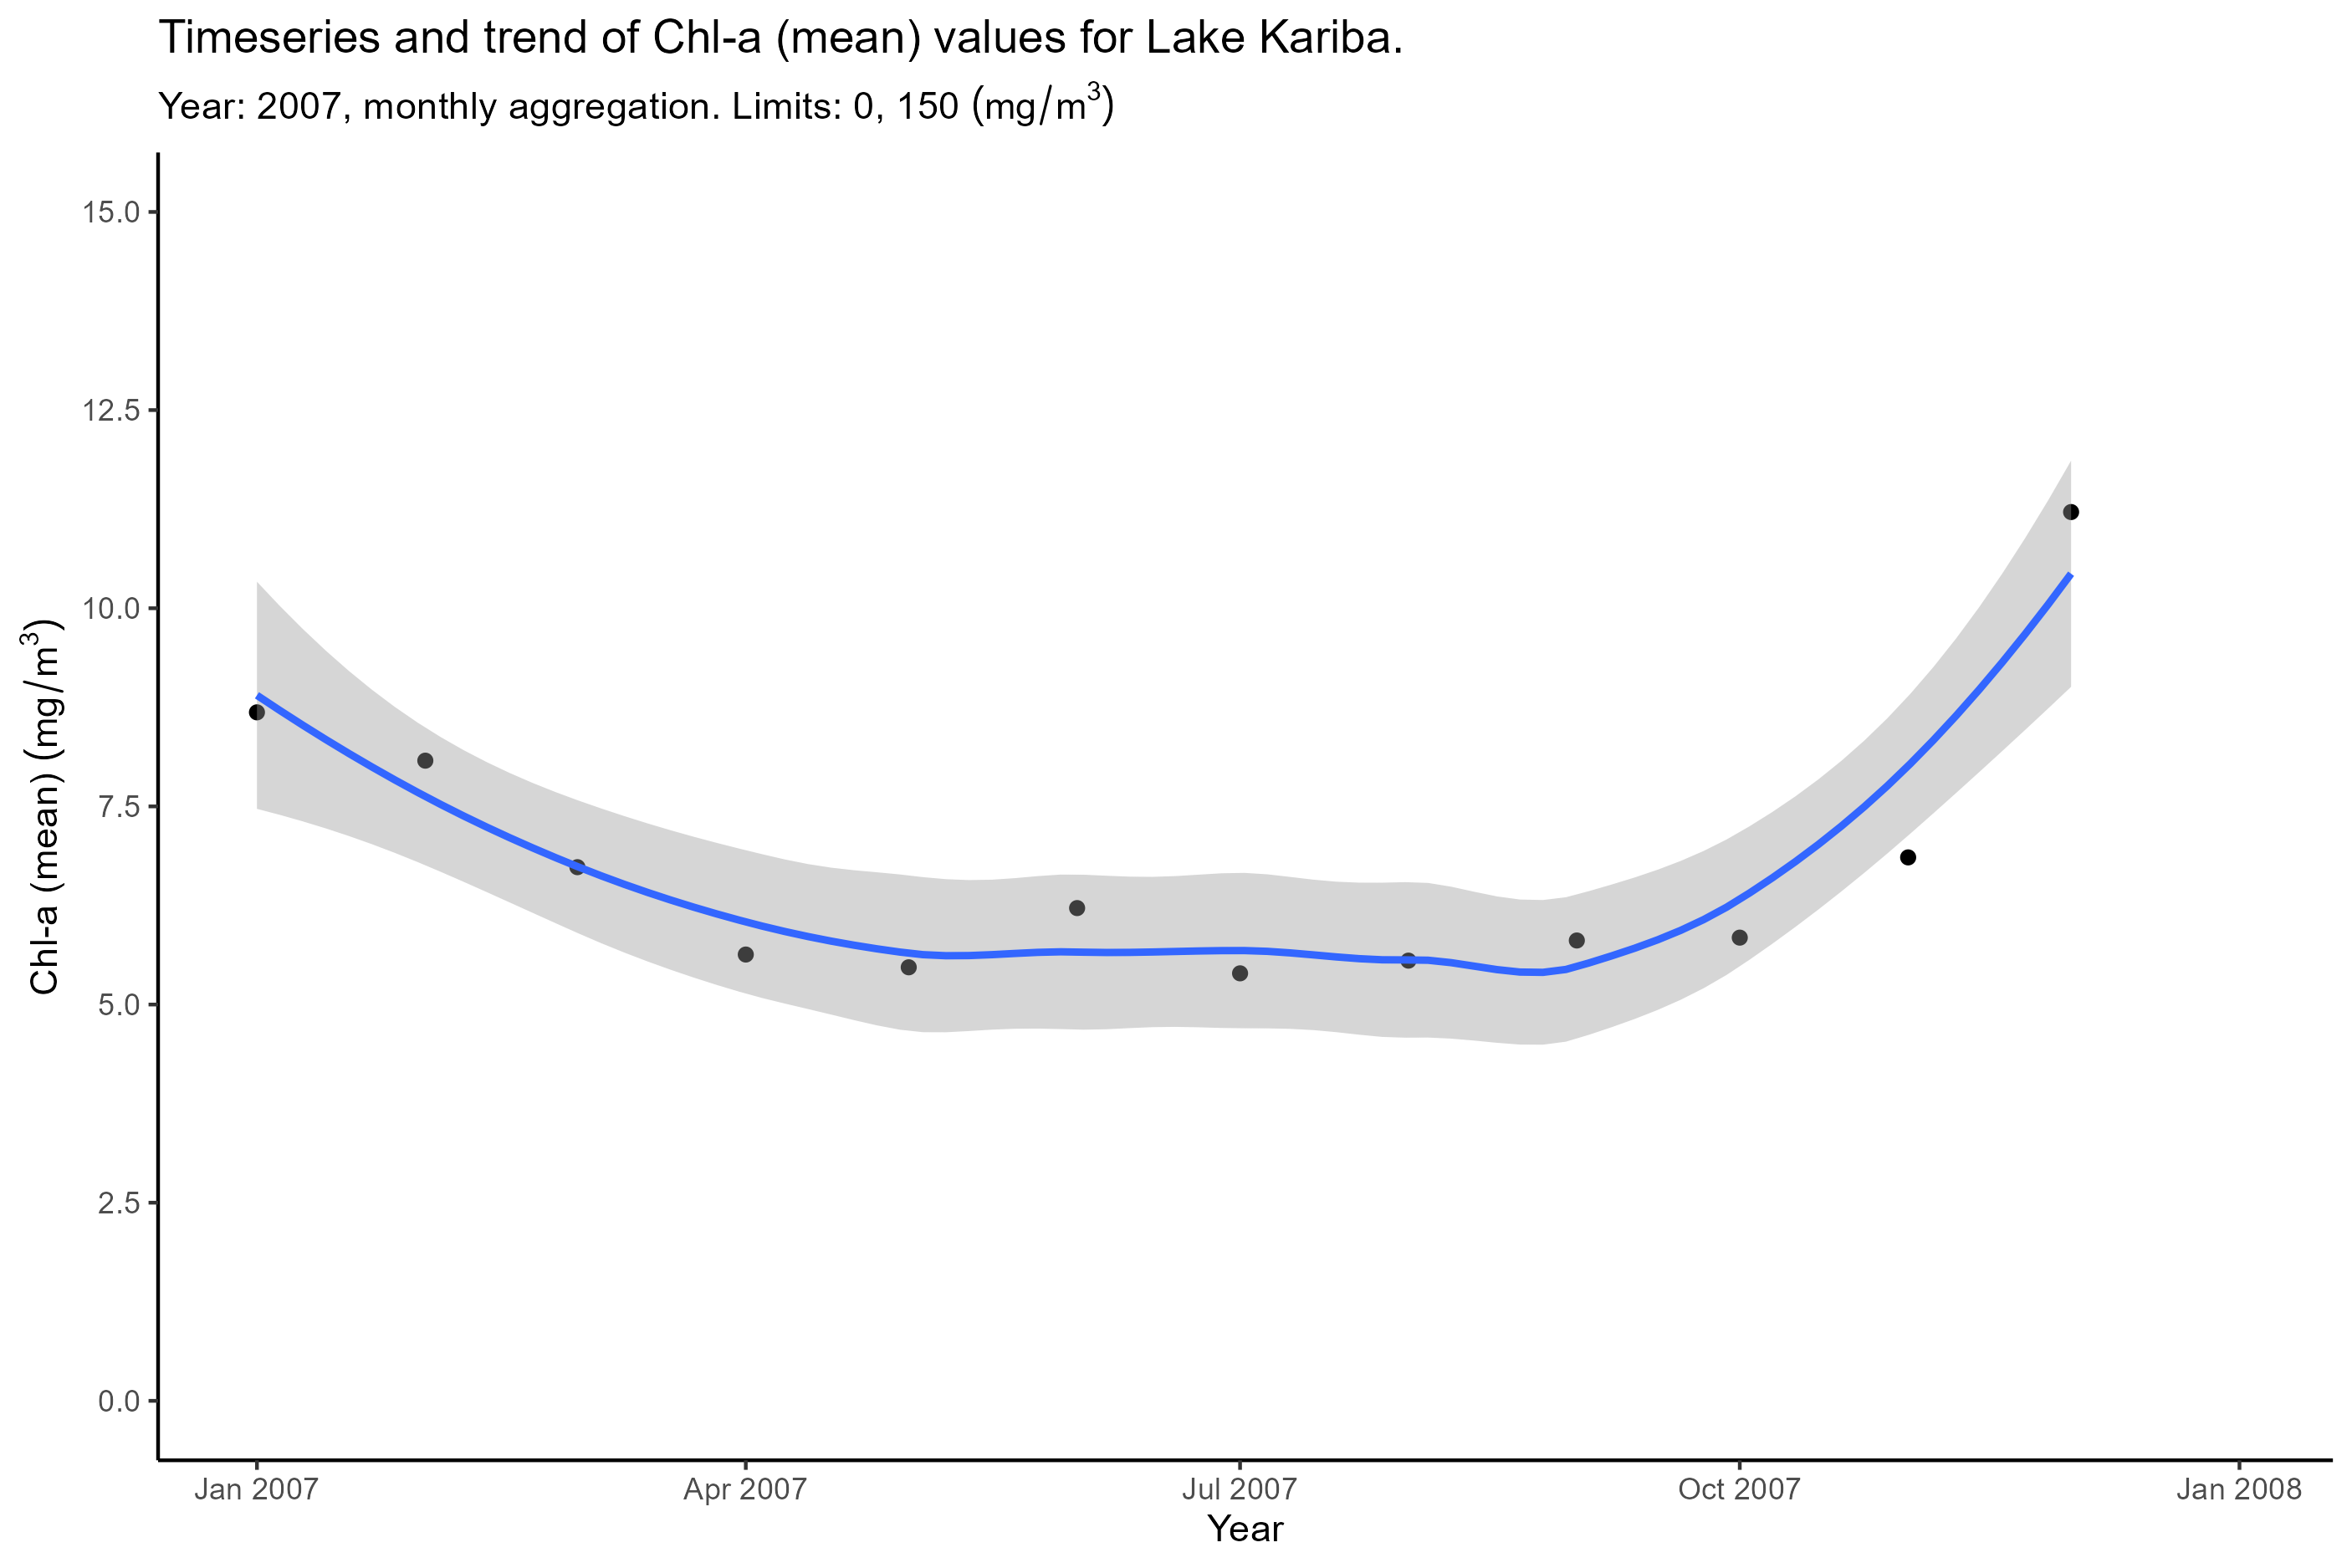 Timeseries and trend of Chl-a (mean) values for Lake Kariba.
Year: 2007, monthly aggregation. Limits: 0, 150 (mg/m³)
Chl-a (mean) (mg/m³)
15.0
12.5
10.0
7.5
5.0
2.5
0.0
Jan 2007 Apr 2007 Jul 2007 Oct 2007 Jan 2008
Year